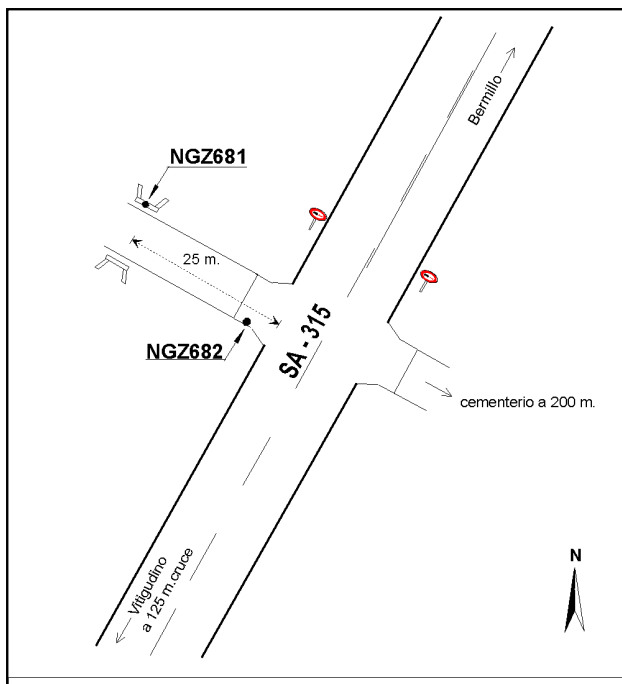 Bermillo
NGZ681
25 m.
SA - 315
NGZ682
cementerio a 200 m.
Vitigudino
a 125 m.cruce
N